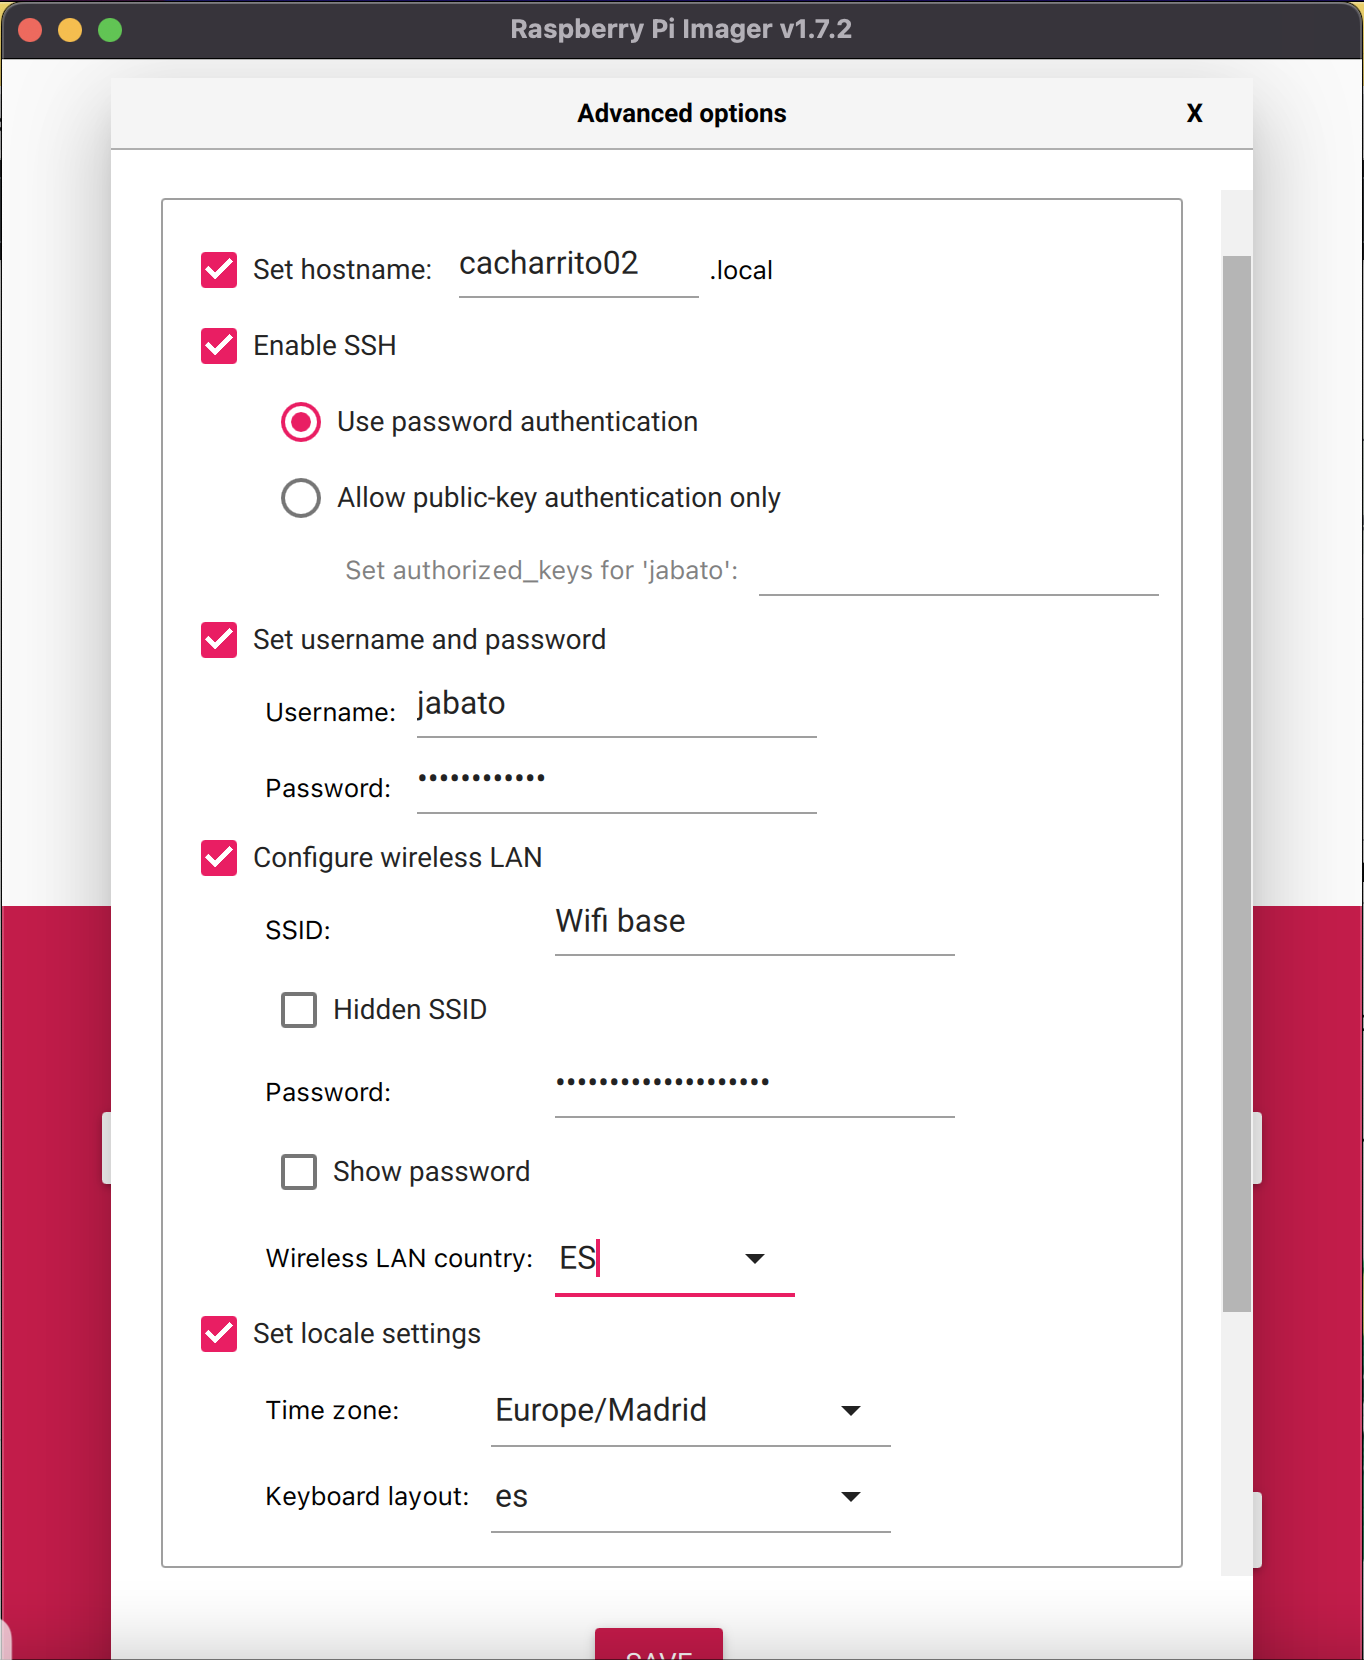 Raspberry Pi Imager v1.7.2
Advanced options X
Set hostname: cacharrito02 .local
Enable SSH
Use password authentication
Allow public-key authentication only
Set authorized_keys for 'jabato':
Set username and password
Username: jabato
Password: ••••••••••••
Configure wireless LAN
SSID: Wifi base
Hidden SSID
Password: ••••••••••••••••••••
Show password
Wireless LAN country: ES
Set locale settings
Time zone: Europe/Madrid
Keyboard layout: es
SAVE